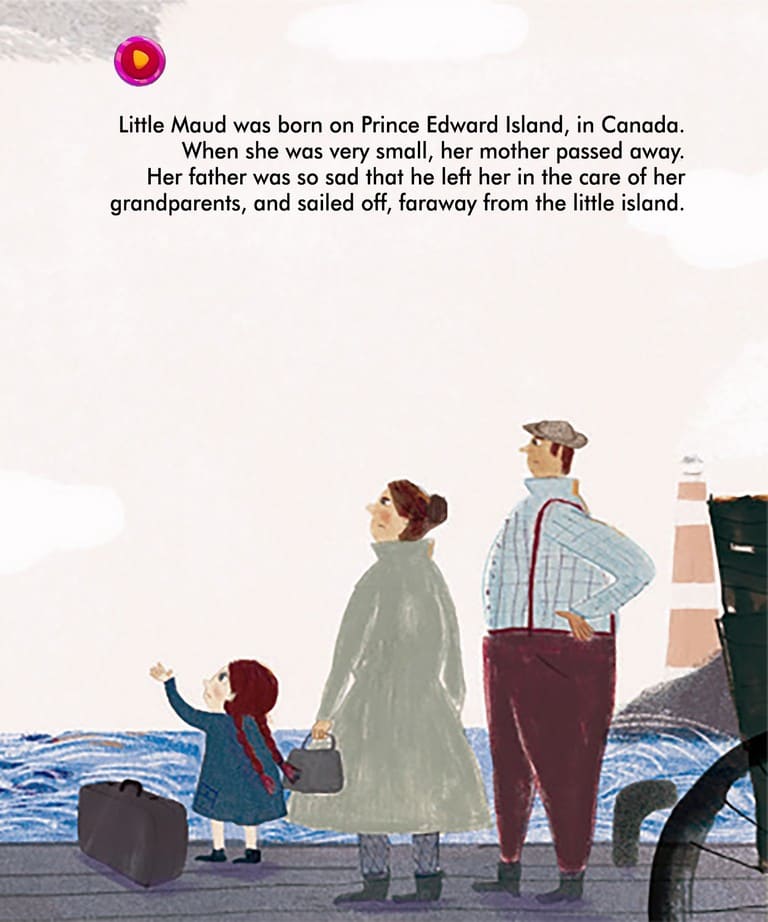 Little Maud was born on Prince Edward Island, in Canada.
When she was very small, her mother passed away.
Her father was so sad that he left her in the care of her
grandparents, and sailed off, faraway from the little island.